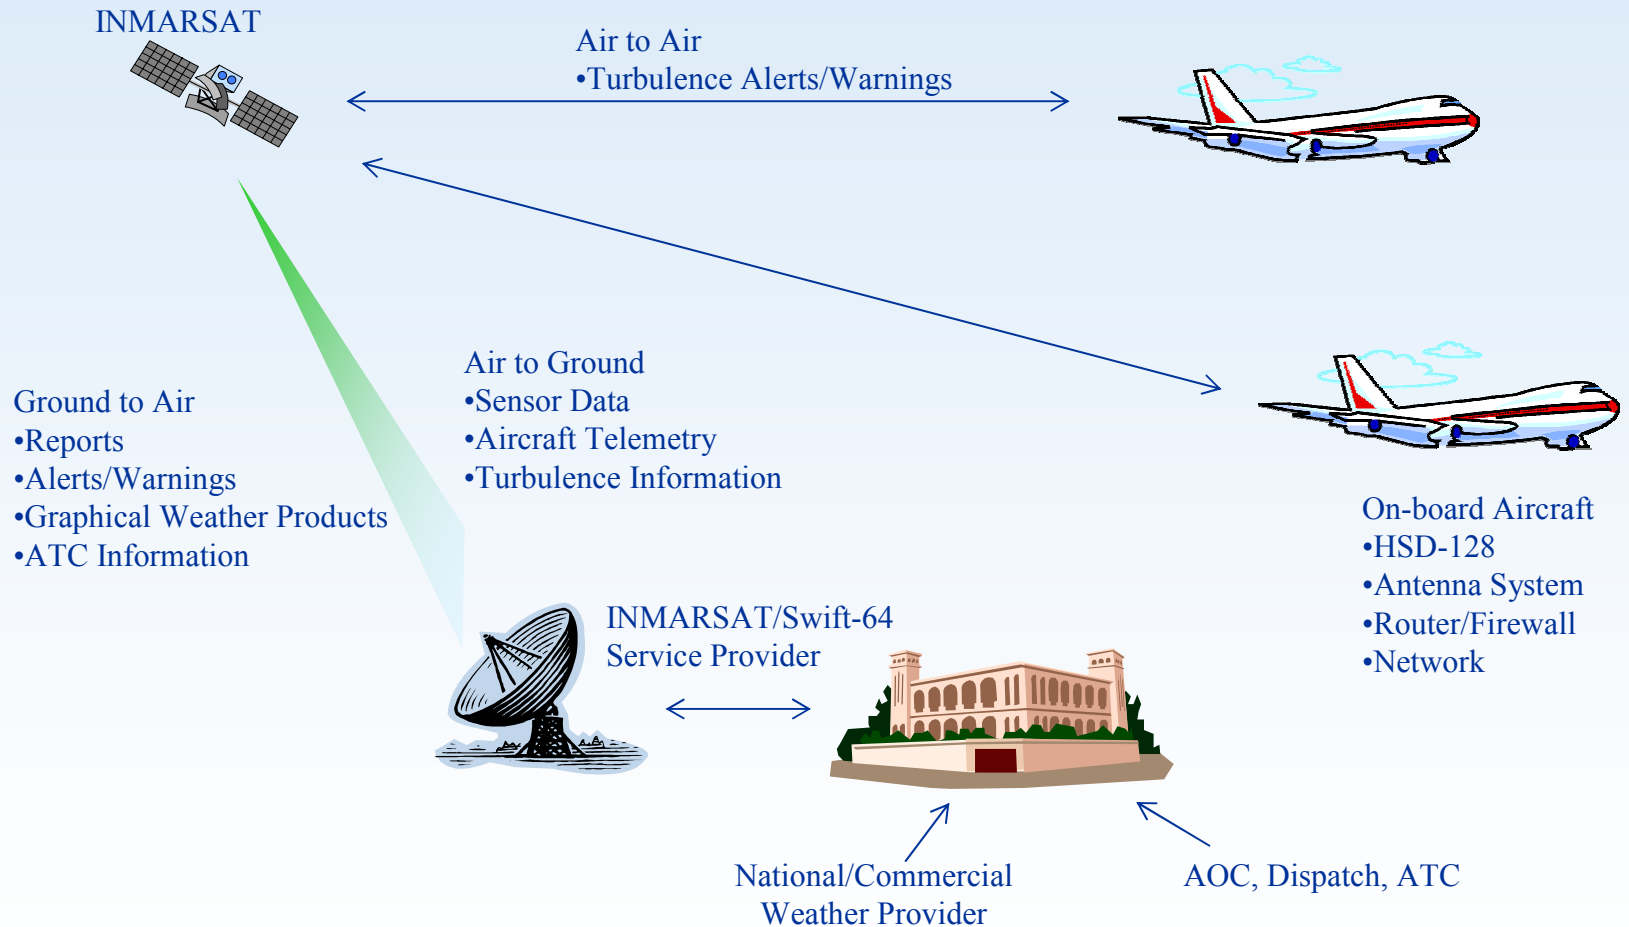 INMARSAT
Air to Air
•Turbulence Alerts/Warnings
Air to Ground
•Sensor Data
•Aircraft Telemetry
•Turbulence Information
Ground to Air
•Reports
•Alerts/Warnings
•Graphical Weather Products
•ATC Information
On-board Aircraft
•HSD-128
•Antenna System
•Router/Firewall
•Network
INMARSAT/Swift-64
Service Provider
National/Commercial
Weather Provider
AOC, Dispatch, ATC